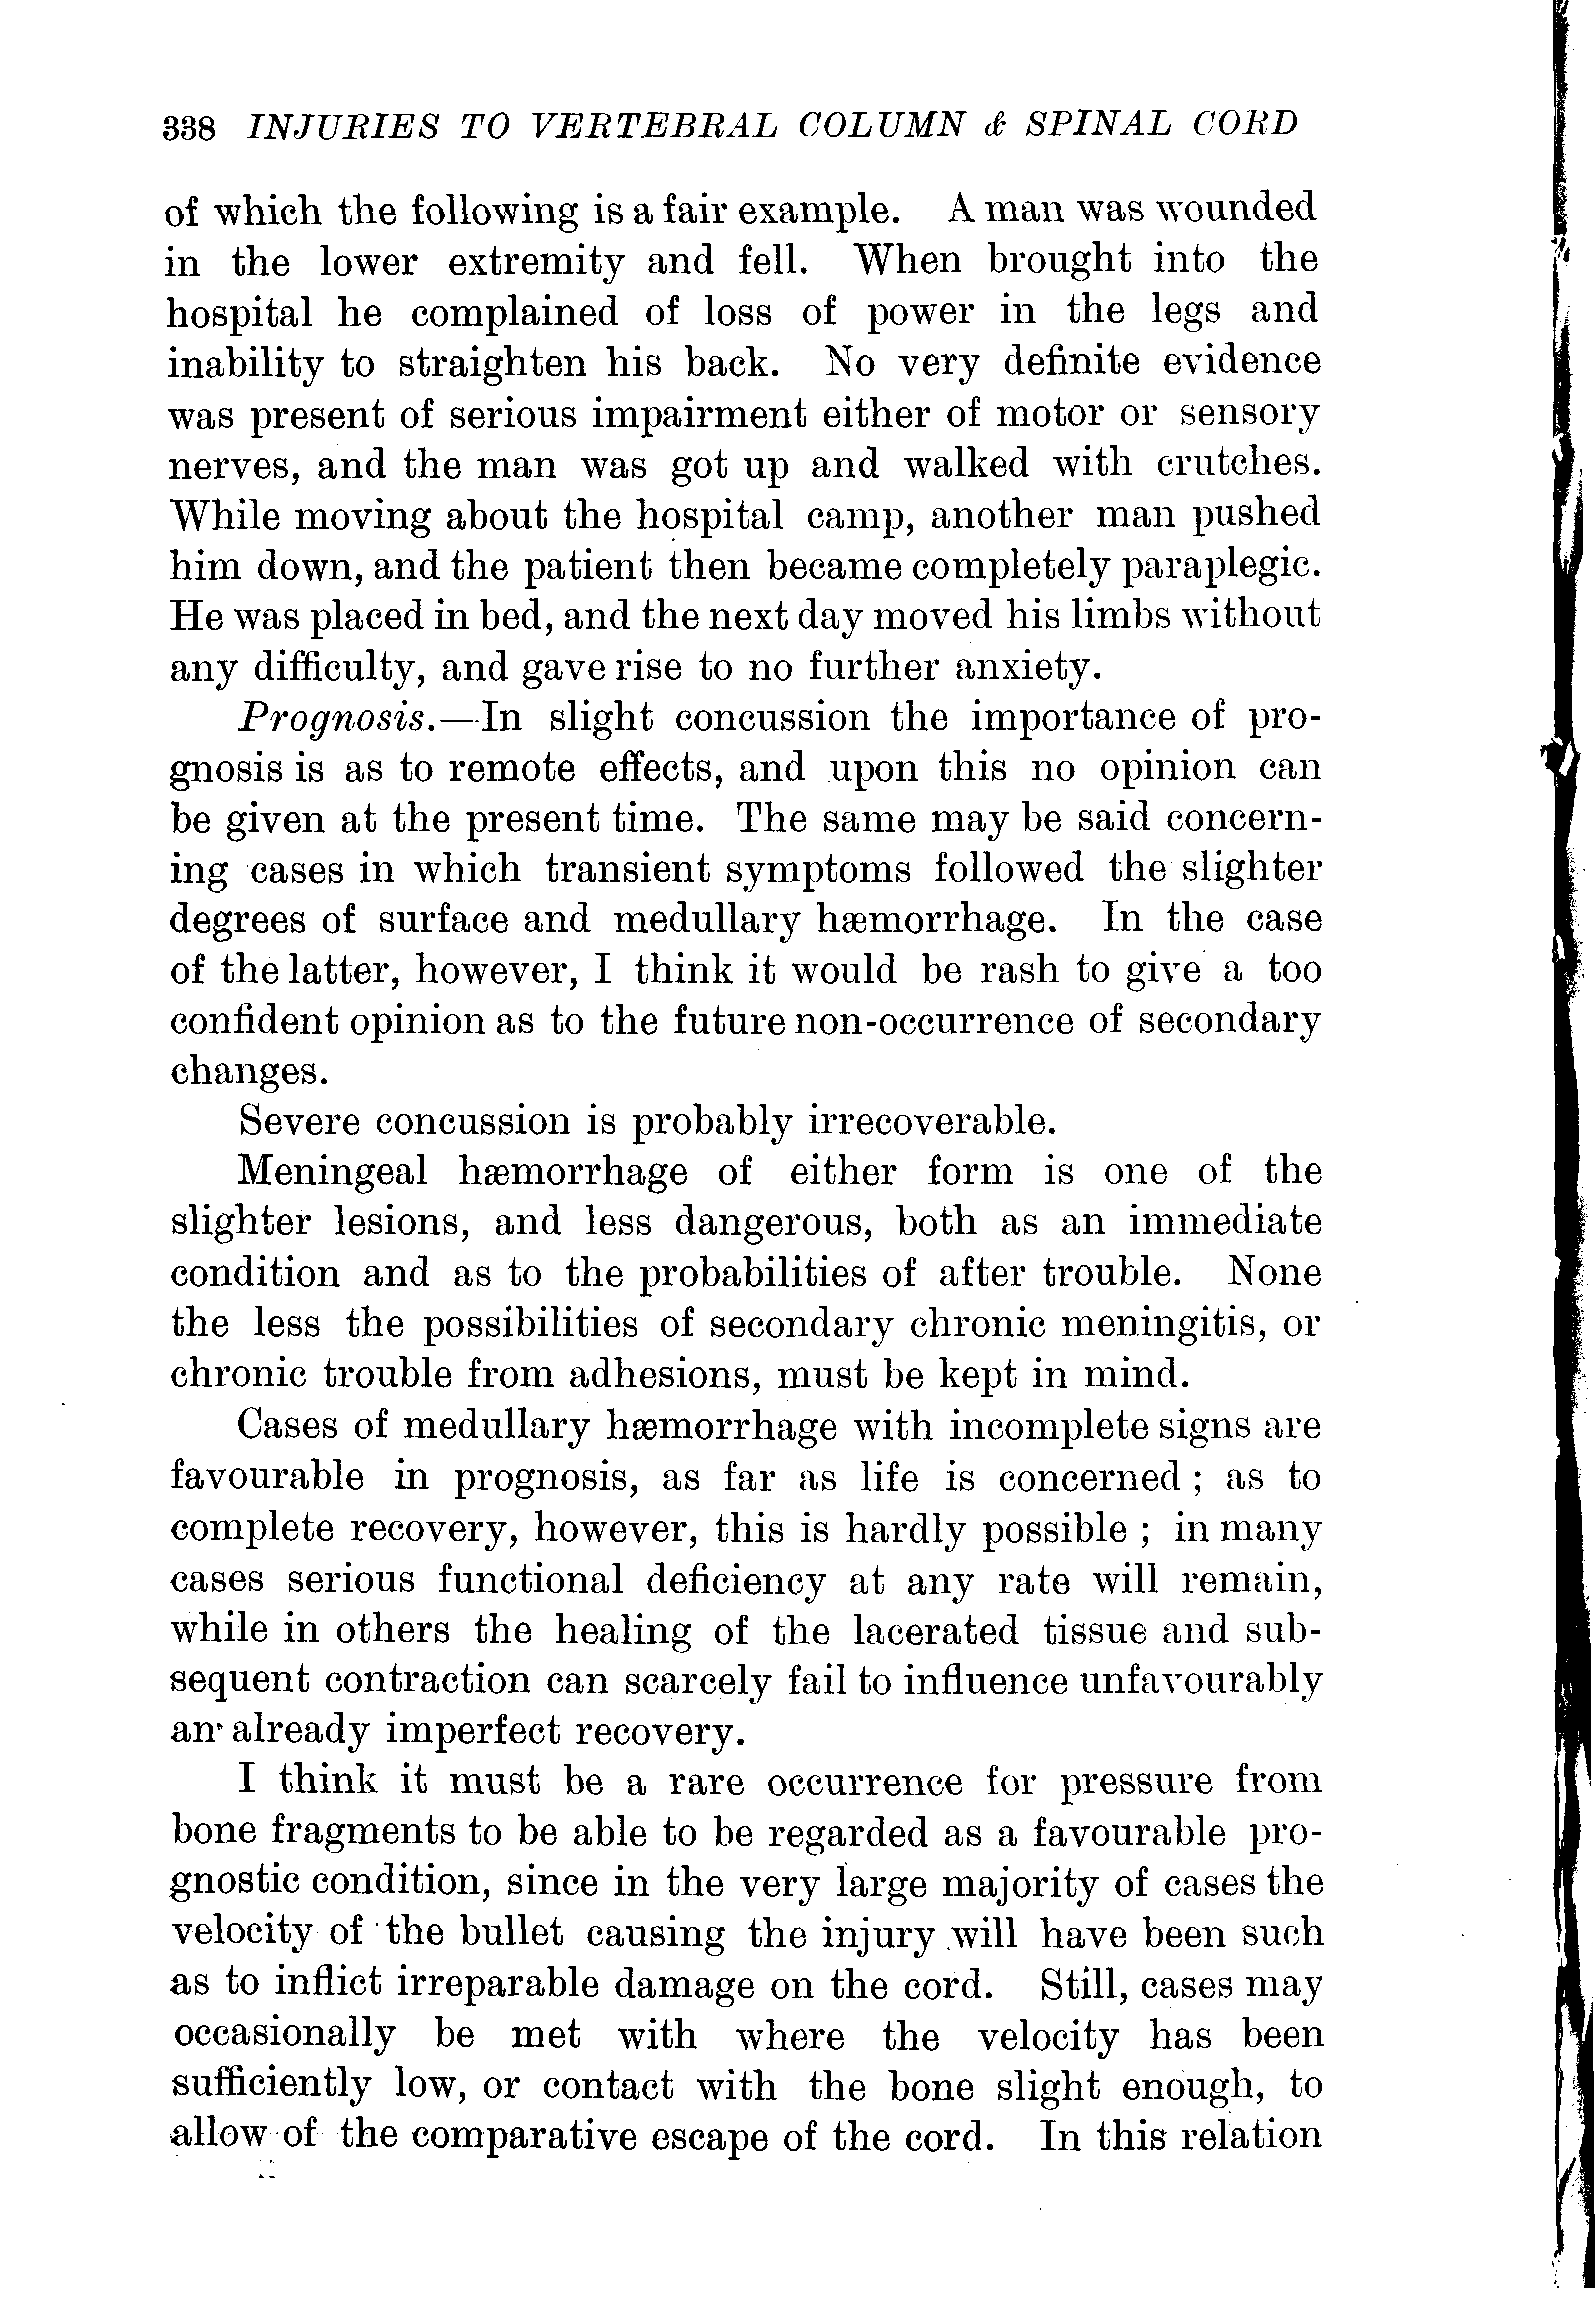 338 INJURIES TO VERTEBRAL COLUMN & SPINAL CORD
of which the following is a fair example. A man was wounded
in the lower extremity and fell. When brought into the
hospital he complained of loss of power in the legs and
inability to straighten his back. No very definite evidence
was present of serious impairment either of motor or sensory
nerves, and the man was got up and walked with crutches.
While moving about the hospital camp, another man pushed
him down, and the patient then became completely paraplegic.
He was placed in bed, and the next day moved his limbs without
any difficulty, and gave rise to no further anxiety.
Prognosis.—In slight concussion the importance of pro-
gnosis is as to remote effects, and upon this no opinion can
be given at the present time. The same may be said concern-
ing cases in which transient symptoms followed the slighter
degrees of surface and medullary hæmorrhage. In the case
of the latter, however, I think it would be rash to give a too
confident opinion as to the future non-occurrence of secondary
changes.
Severe concussion is probably irrecoverable.
Meningeal hæmorrhage of either form is one of the
slighter lesions, and less dangerous, both as an immediate
condition and as to the probabilities of after trouble. None
the less the possibilities of secondary chronic meningitis, or
chronic trouble from adhesions, must be kept in mind.
Cases of medullary hæmorrhage with incomplete signs are
favourable in prognosis, as far as life is concerned ; as to
complete recovery, however, this is hardly possible ; in many
cases serious functional deficiency at any rate will remain,
while in others the healing of the lacerated tissue and sub-
sequent contraction can scarcely fail to influence unfavourably
an already imperfect recovery.
I think it must be a rare occurrence for pressure from
bone fragments to be able to be regarded as a favourable pro-
gnostic condition, since in the very large majority of cases the
velocity of the bullet causing the injury will have been such
as to inflict irreparable damage on the cord. Still, cases may
occasionally be met with where the velocity has been
sufficiently low, or contact with the bone slight enough, to
allow of the comparative escape of the cord. In this relation